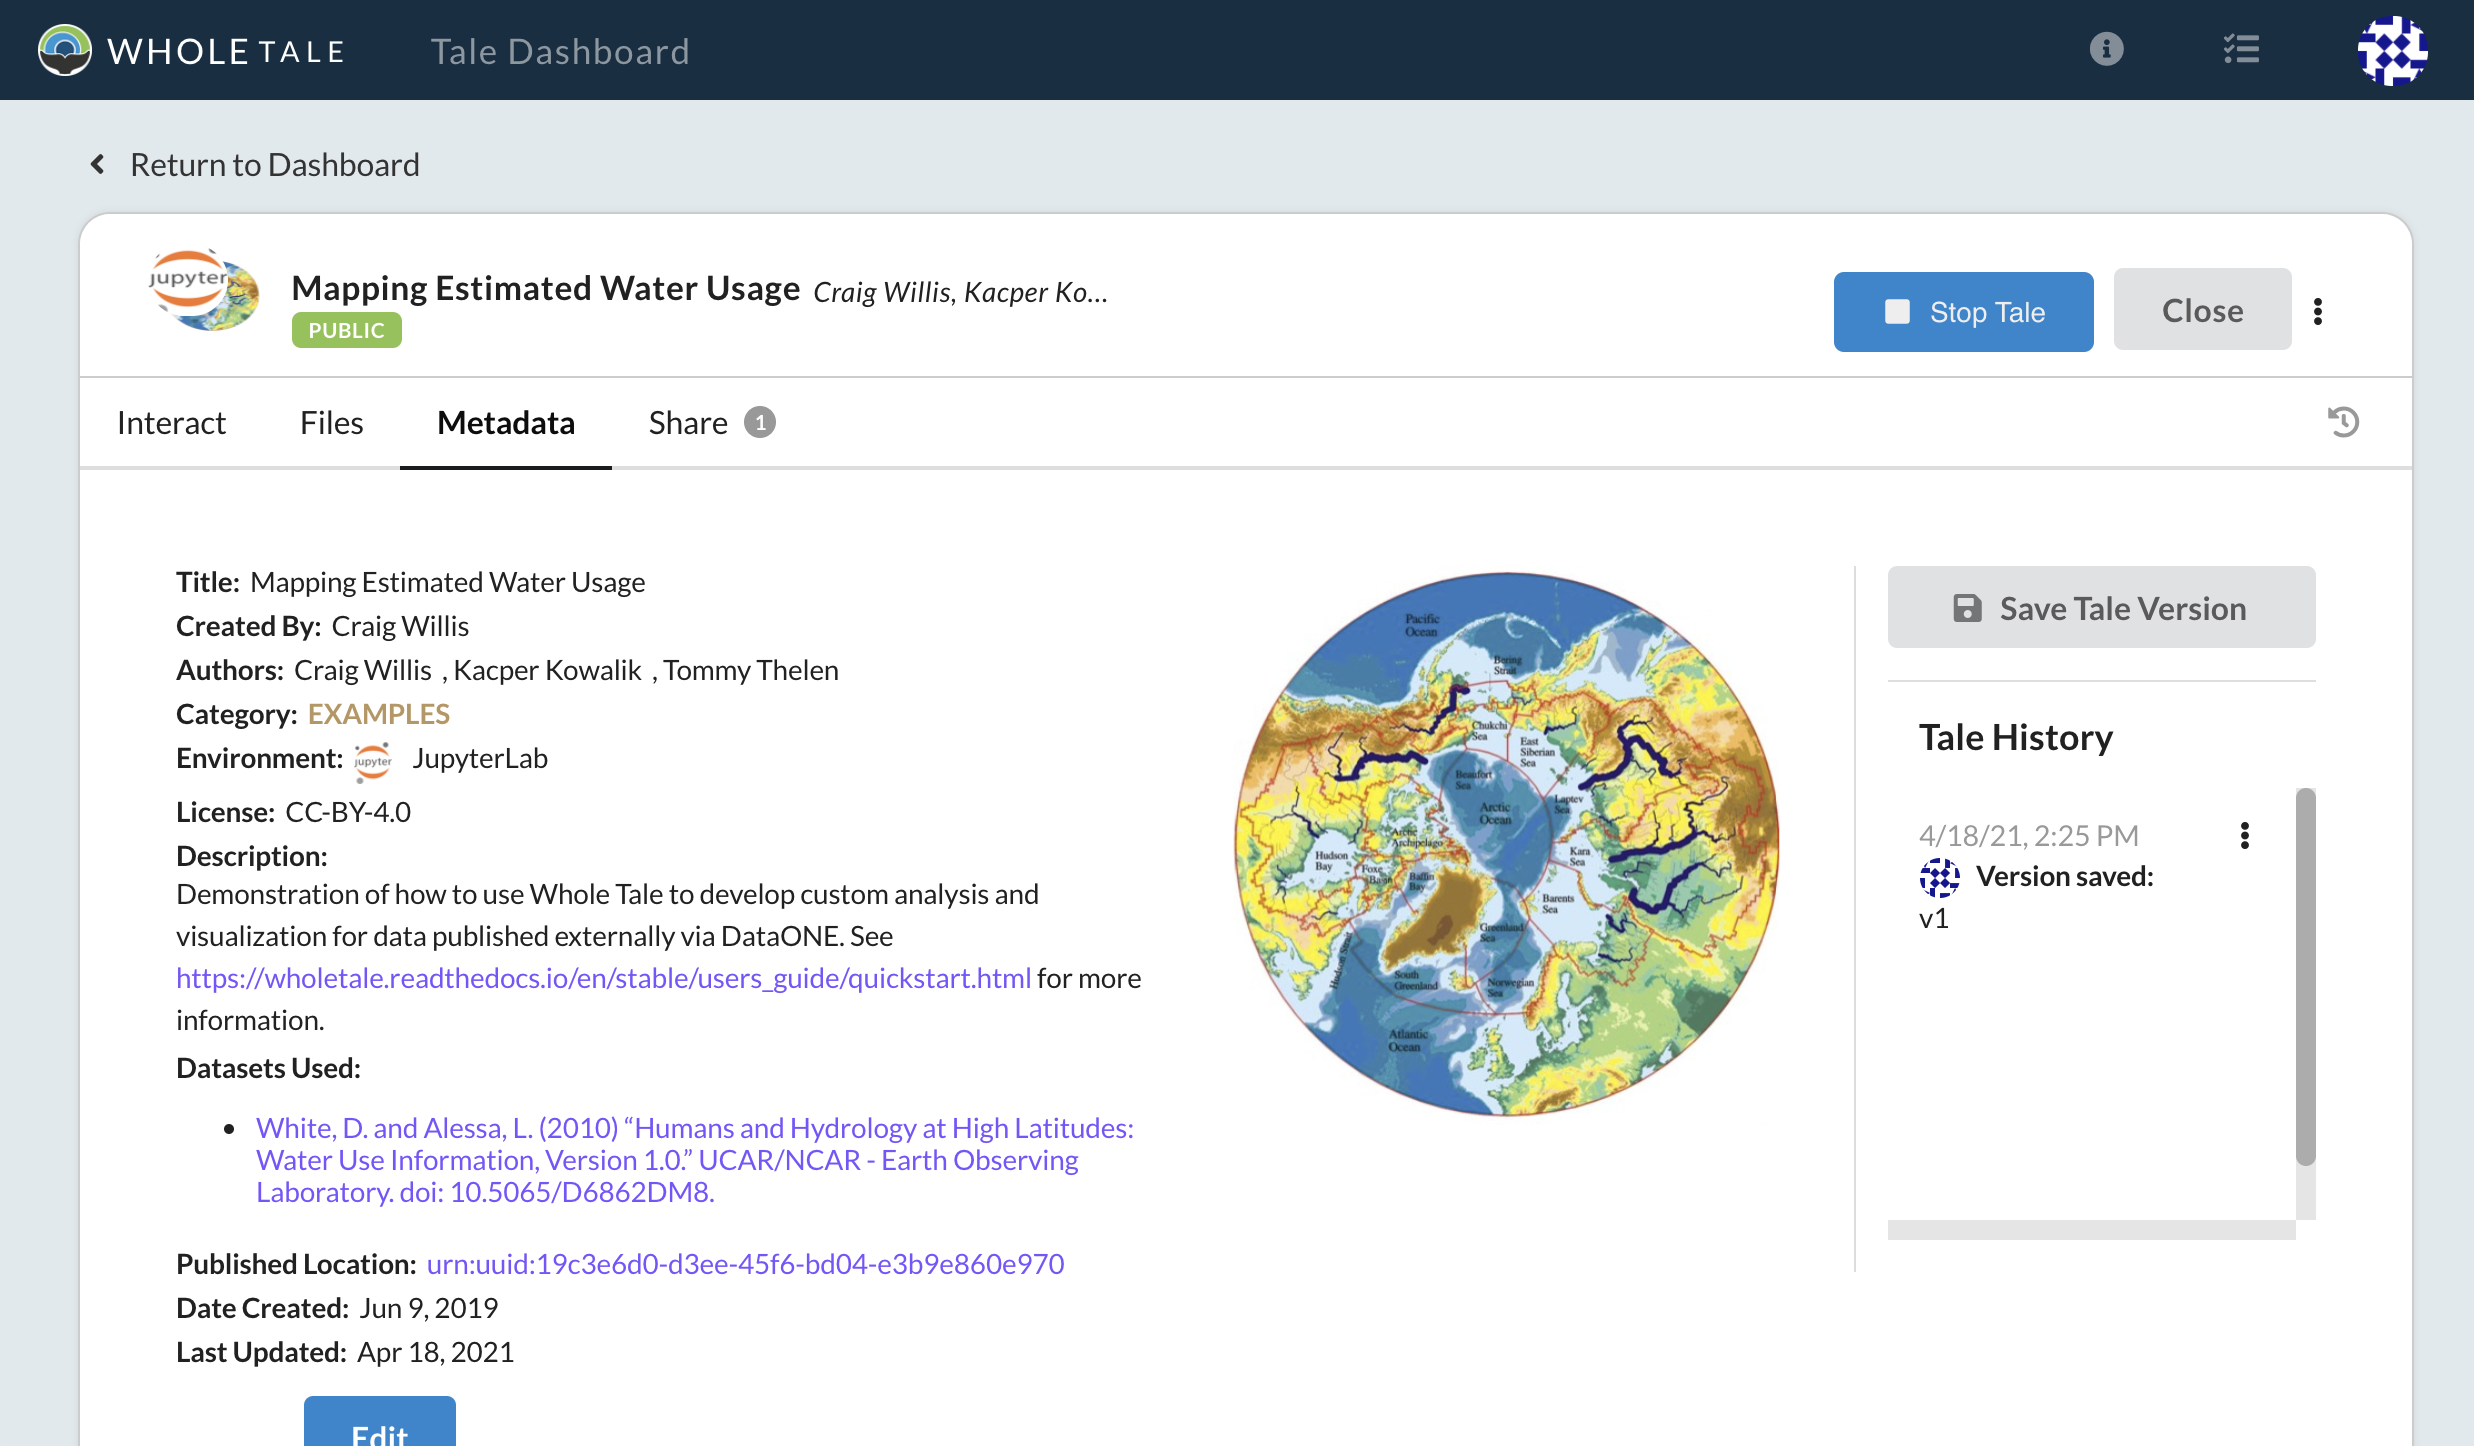 WHOLE TALE
Tale Dashboard
Return to Dashboard
jupyter
Mapping Estimated Water Usage Craig Willis, Kacper Ko...
PUBLIC
Stop Tale
Close
Interact
Files
Metadata
Share 1
Title: Mapping Estimated Water Usage
Created By: Craig Willis
Authors: Craig Willis , Kacper Kowalik , Tommy Thelen
Category: EXAMPLES
Environment: jupyter JupyterLab
License: CC-BY-4.0
Description:
Demonstration of how to use Whole Tale to develop custom analysis and
visualization for data published externally via DataONE. See
https://wholetale.readthedocs.io/en/stable/users_guide/quickstart.html for more
information.
Datasets Used:
• White, D. and Alessa, L. (2010) “Humans and Hydrology at High Latitudes:
Water Use Information, Version 1.0.” UCAR/NCAR - Earth Observing
Laboratory. doi: 10.5065/D6862DM8.
Published Location: urn:uuid:19c3e6d0-d3ee-45f6-bd04-e3b9e860e970
Date Created: Jun 9, 2019
Last Updated: Apr 18, 2021
Edit
Pacific
Ocean
Bering
Strait
Chukchi
Sea
East
Siberian
Sea
Beaufort
Sea
Laptev
Sea
Arctic
Ocean
Arctic
Archipelago
Hudson
Bay
Foxe
Basin
Baffin
Bay
Kara
Sea
Barents
Sea
Greenland
Sea
Hudson Strait
South
Greenland
Norwegian
Sea
Atlantic
Ocean
Save Tale Version
Tale History
4/18/21, 2:25 PM
Version saved:
v1